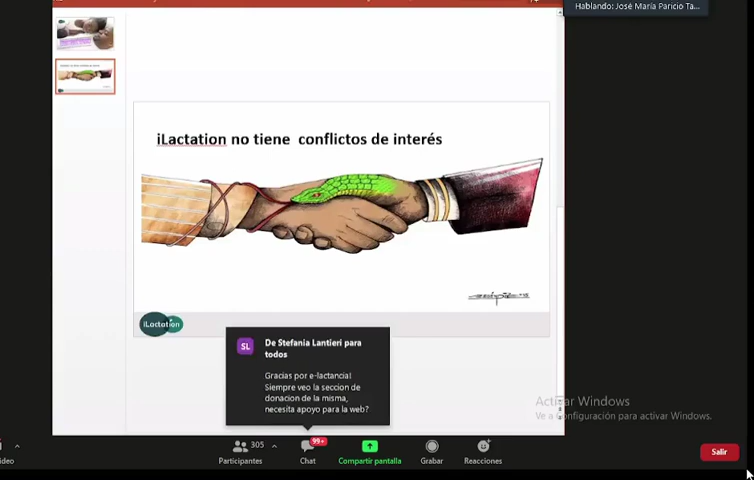 Hablando: José María Paricio Ta...
iLactation no tiene conflictos de interés
iLactation
SL
De Stefania Lantieri para
todos
Gracias por e-lactancia!
Siempre veo la seccion de
donacion de la misma,
necesita apoyo para la web?
Activar Windows
Ve a Configuración para activar Windows.
305
99+
ideo
Participantes
Chat
Compartir pantalla
Grabar
Reacciones
Salir